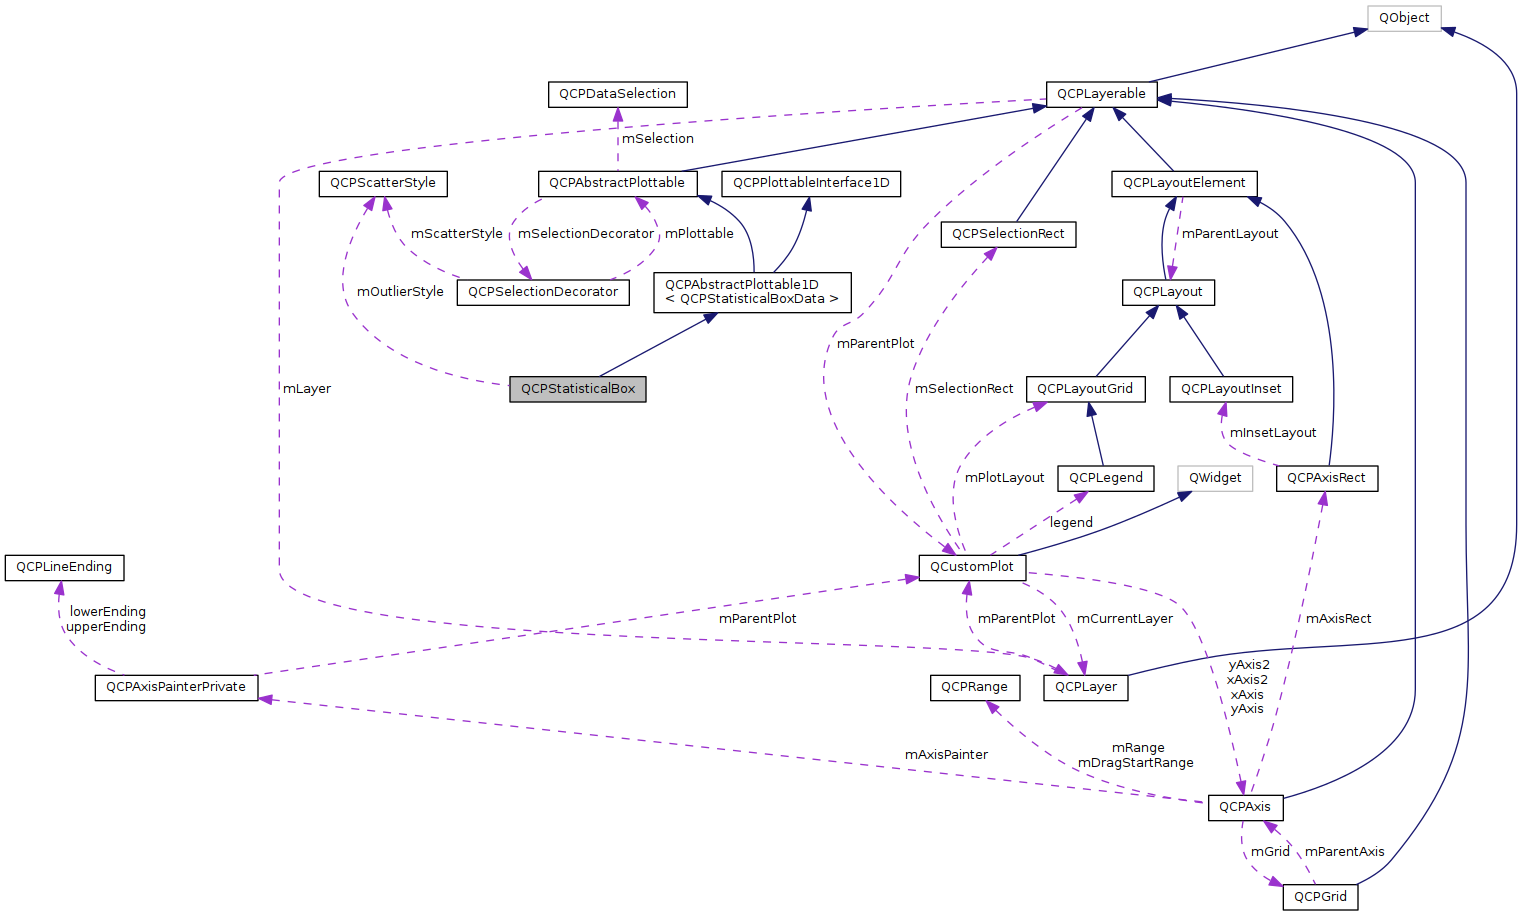 QObject
QCPDataSelection
QCPLayerable
mSelection
QCPScatterStyle
QCPAbstractPlottable
QCPPlottableInterface1D
QCPLayoutElement
mScatterStyle
mSelectionDecorator
mPlottable
QCPSelectionRect
mParentLayout
mOutlierStyle
QCPSelectionDecorator
QCPAbstractPlottable1D
< QCPStatisticalBoxData >
QCPLayout
mParentPlot
mLayer
QCPStatisticalBox
mSelectionRect
QCPLayoutGrid
QCPLayoutInset
mInsetLayout
mPlotLayout
QCPLegend
QWidget
QCPAxisRect
legend
QCPLineEnding
QCustomPlot
lowerEnding
upperEnding
mParentPlot
mParentPlot
mCurrentLayer
mAxisRect
yAxis2
xAxis2
xAxis
yAxis
QCPAxisPainterPrivate
QCPRange
QCPLayer
mAxisPainter
mRange
mDragStartRange
QCPAxis
mGrid
mParentAxis
QCPGrid